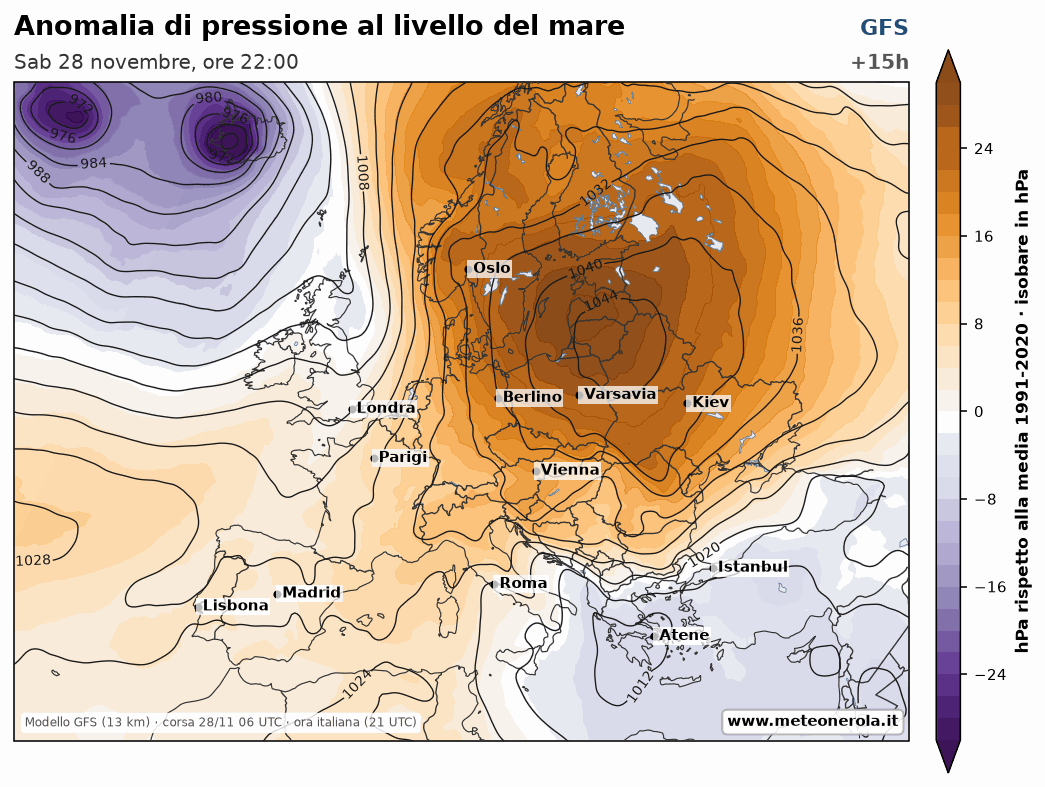 Anomalia di pressione al livello del mare
GFS
Sab 28 novembre, ore 22:00
+15h
972
980
976
976
984
988
1008
1032
1040
1044
1036
Oslo
Berlino
Varsavia
Kiev
Londra
Parigi
Vienna
1028
1020
Istanbul
Roma
Madrid
Lisbona
Atene
1024
1012
Modello GFS (13 km) · corsa 28/11 06 UTC · ora italiana (21 UTC)
www.meteonerola.it
24
16
8
0
−8
−16
−24
hPa rispetto alla media 1991-2020 · isobare in hPa